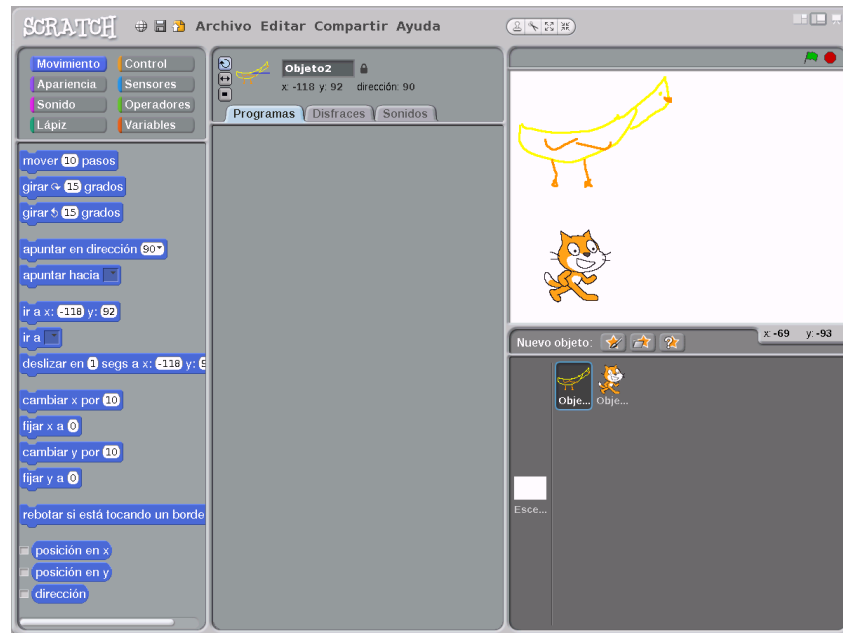 SCRATCH Archivo Editar Compartir Ayuda
Movimiento Control
Apariencia Sensores
Sonido Operadores
Lápiz Variables
mover 10 pasos
girar 15 grados
girar 15 grados
apuntar en dirección 90
apuntar hacia
ir a x: -118 y: 92
ir a
deslizar en 1 segs a x: -118 y:
cambiar x por 10
fijar x a 0
cambiar y por 10
fijar y a 0
rebotar si está tocando un borde
posición en x
posición en y
dirección
Objeto2
x: -118 y: 92 dirección: 90
Programas Disfraces Sonidos
x: -69 y: -93
Nuevo objeto:
Obje... Obje...
Esce...